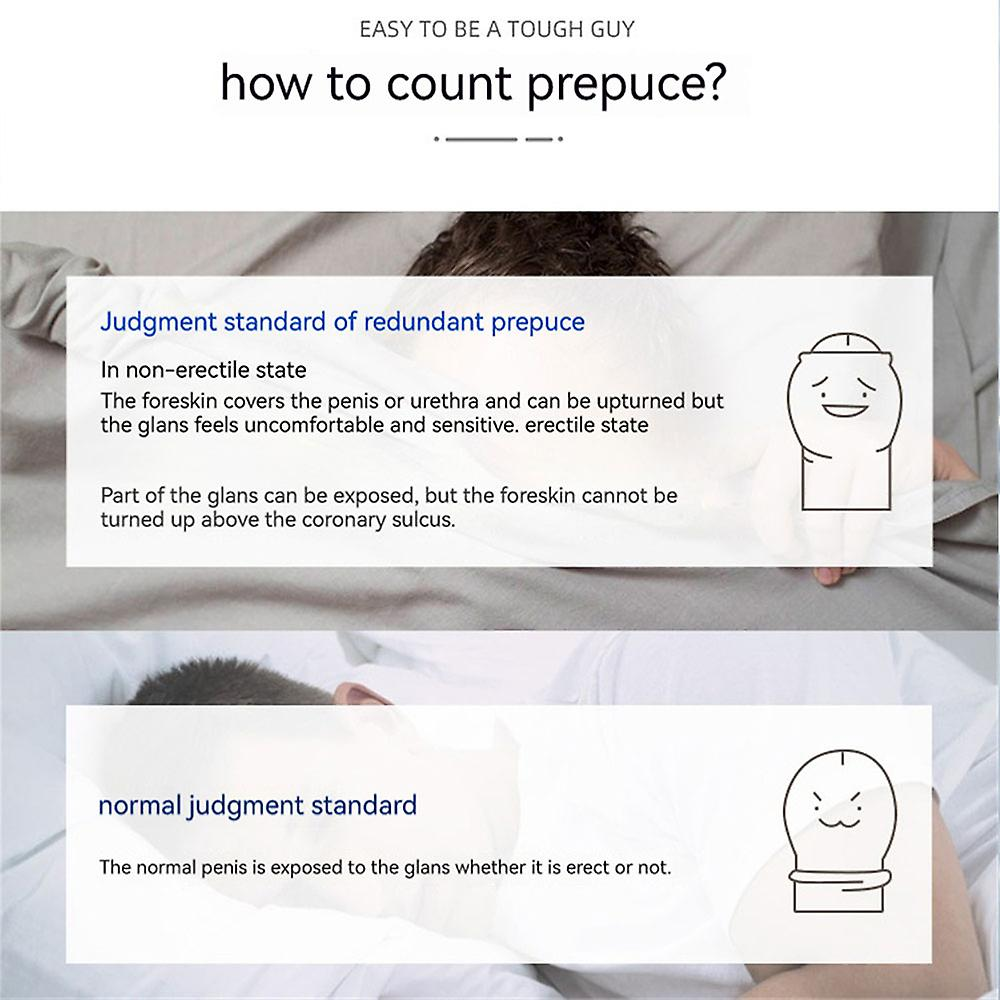 EASY TO BE A TOUGH GUY
how to count prepuce?
Judgment standard of redundant prepuce
In non-erectile state
The foreskin covers the penis or urethra and can be upturned but
the glans feels uncomfortable and sensitive. erectile state
Part of the glans can be exposed, but the foreskin cannot be
turned up above the coronary sulcus.
normal judgment standard
The normal penis is exposed to the glans whether it is erect or not.